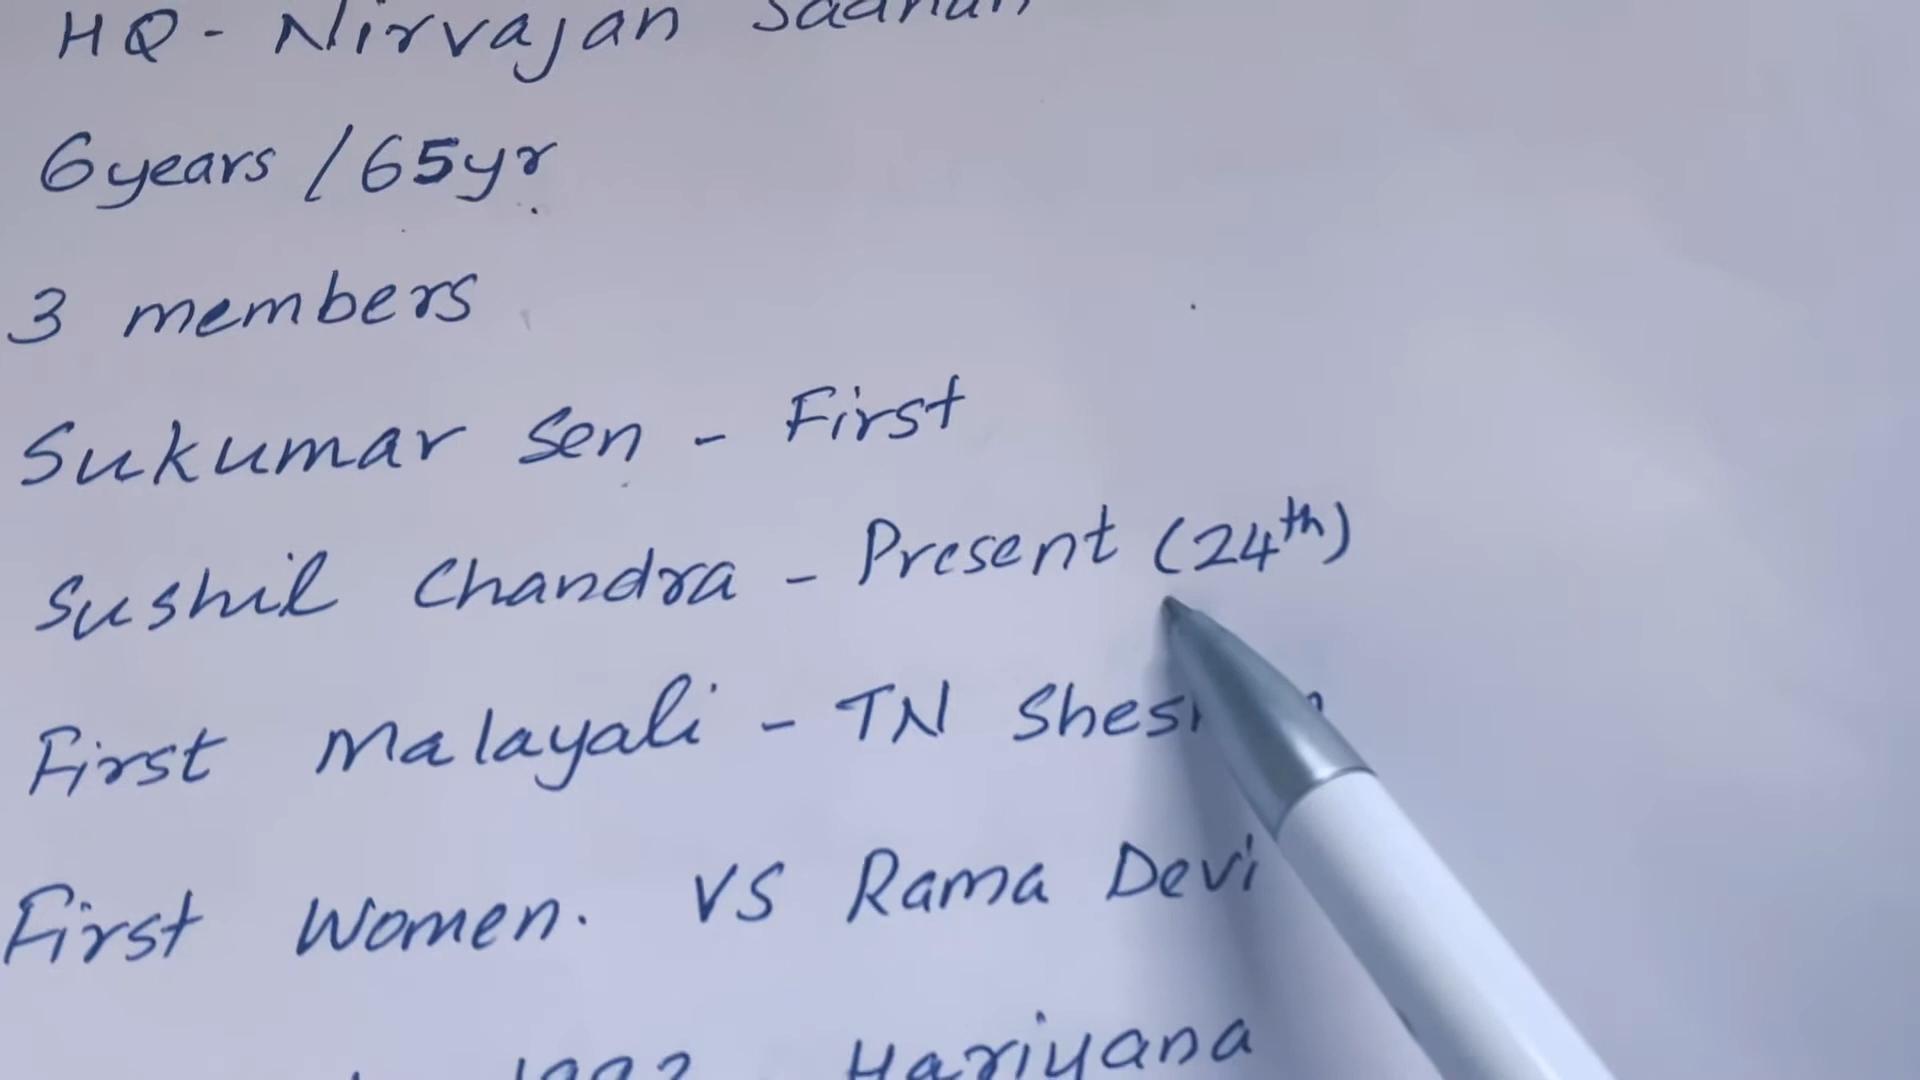 HQ - Nirvajan Sadhan
6years / 65yr
3 members
Sukumar Sen - First
Sushil Chandra - Present (24th)
First Malayali - TN
First Women. VS Rama Devi
Hariyana